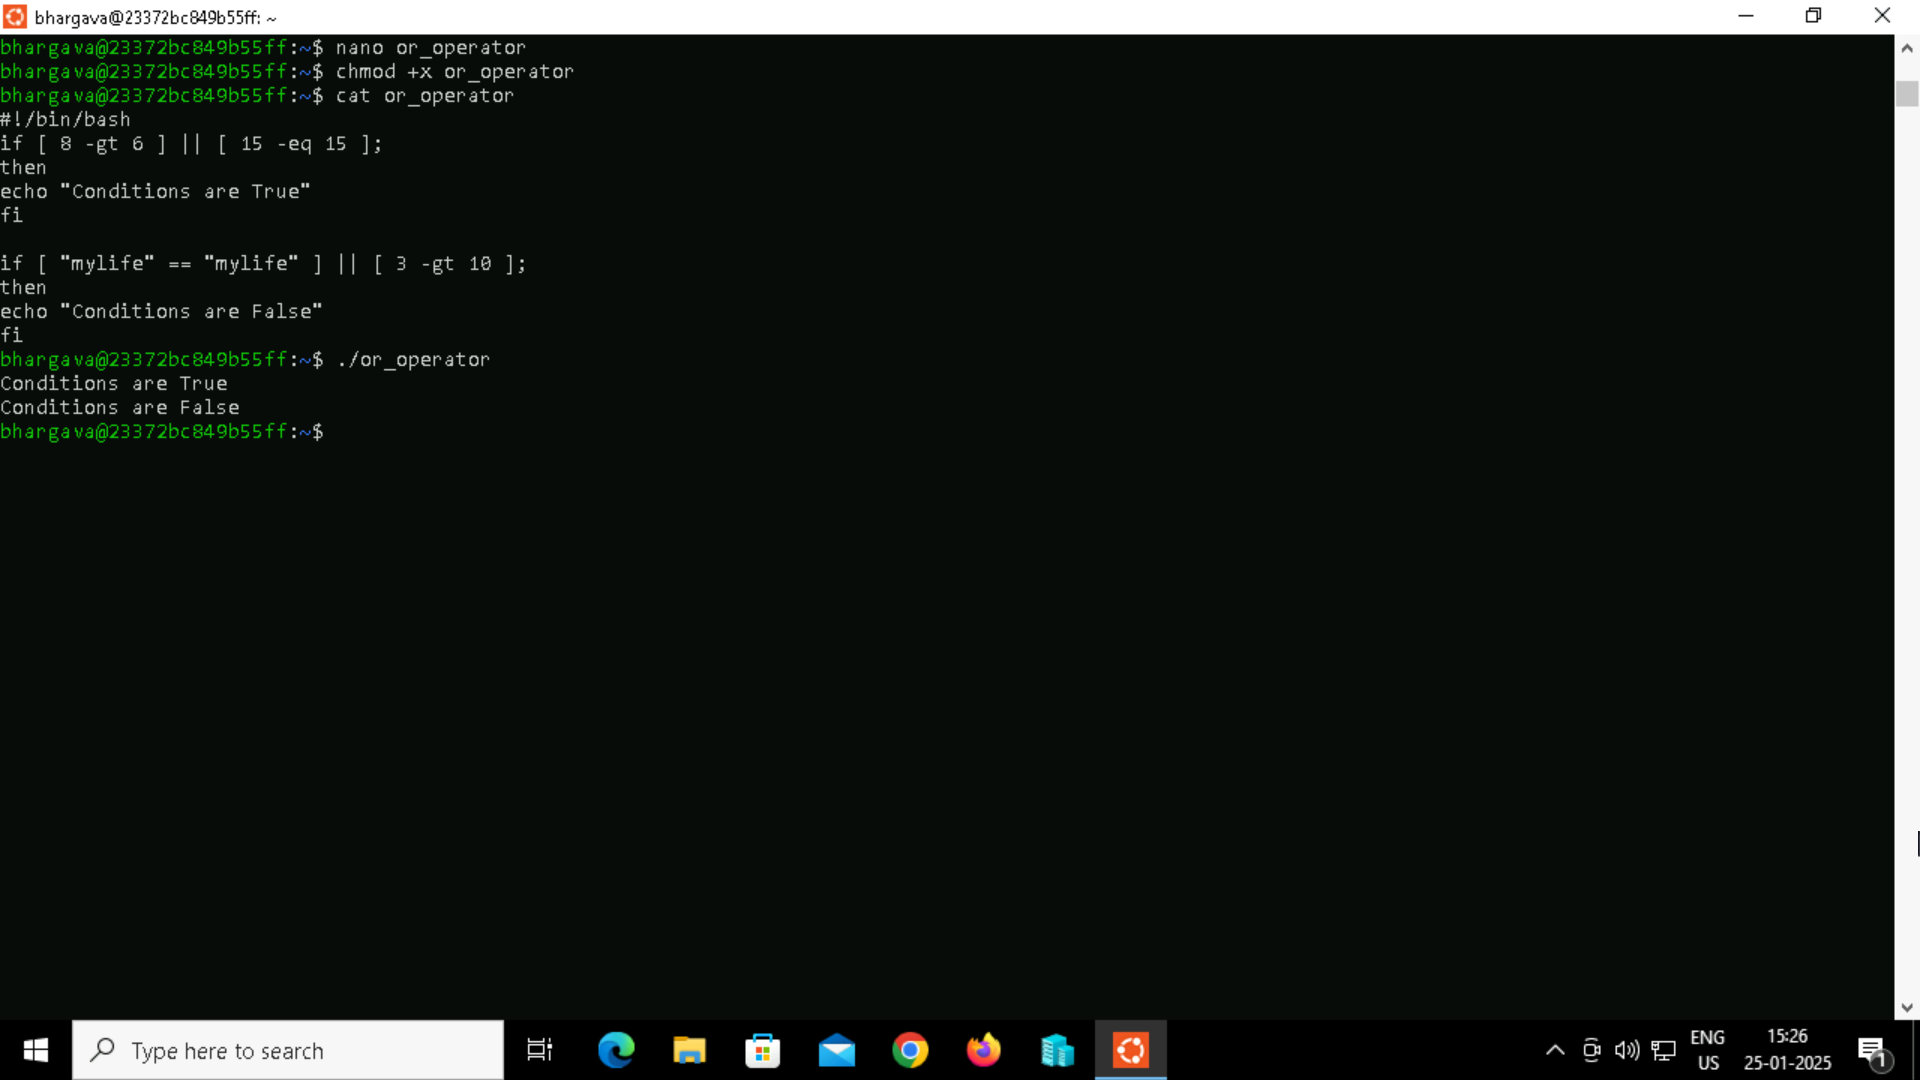 bhargava@23372bc849b55ff: ~
bhargava@23372bc849b55ff:~$ nano or_operator
bhargava@23372bc849b55ff:~$ chmod +x or_operator
bhargava@23372bc849b55ff:~$ cat or_operator
#!/bin/bash
if [ 8 -gt 6 ] || [ 15 -eq 15 ];
then
echo "Conditions are True"
fi

if [ "mylife" == "mylife" ] || [ 3 -gt 10 ];
then
echo "Conditions are False"
fi
bhargava@23372bc849b55ff:~$ ./or_operator
Conditions are True
Conditions are False
bhargava@23372bc849b55ff:~$
Type here to search
ENG
US
15:26
25-01-2025
1